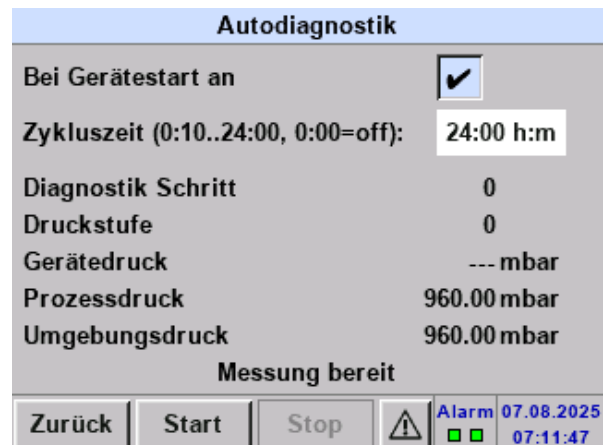 Autodiagnostik
Bei Gerätestart an ✔
Zykluszeit (0:10..24:00, 0:00=off): 24:00 h:m
Diagnostik Schritt 0
Druckstufe 0
Gerätedruck --- mbar
Prozessdruck 960.00 mbar
Umgebungsdruck 960.00 mbar
Messung bereit
Zurück Start Stop Alarm 07.08.2025
07:11:47